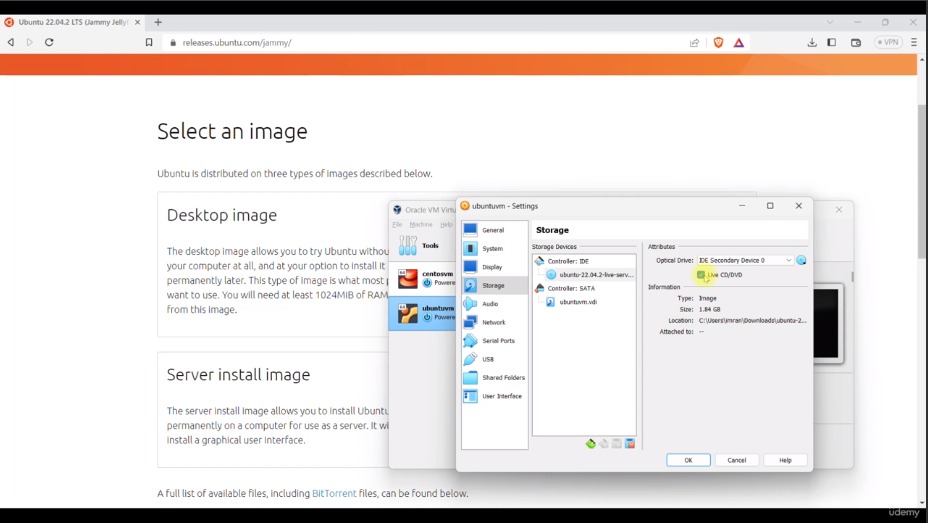 Ubuntu 22.04.2 LTS (Jammy Jelly
releases.ubuntu.com/jammy/
VPN
Select an image
Ubuntu is distributed on three types of images described below.
Desktop image
The desktop image allows you to try Ubuntu withou
your computer at all, and at your option to install it
permanently later. This type of image is what most p
want to use. You will need at least 1024MiB of RAM
from this image.
Server install image
The server install image allows you to install Ubuntu
permanently on a computer for use as a server. It wi
install a graphical user interface.
A full list of available files, including BitTorrent files, can be found below.
Oracle VM Virtu
File Machine Help
Tools
centosvm
Powere
ubuntuvm
Powere
ubuntuvm - Settings
General
System
Display
Storage
Audio
Network
Serial Ports
USB
Shared Folders
User Interface
Storage
Storage Devices
Controller: IDE
ubuntu-22.04.2-live-serv...
Controller: SATA
ubuntuvm.vdi
Attributes
Optical Drive: IDE Secondary Device 0
Live CD/DVD
Information
Type: Image
Size: 1.84 GB
Location: C:\Users\imran\Downloads\ubuntu-2...
Attached to: --
OK
Cancel
Help
udemy